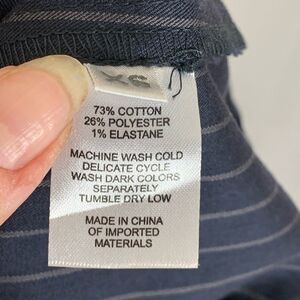 XS
73% COTTON
26% POLYESTER
1% ELASTANE
MACHINE WASH COLD
DELICATE CYCLE
WASH DARK COLORS
SEPARATELY
TUMBLE DRY LOW
MADE IN CHINA
OF IMPORTED
MATERIALS